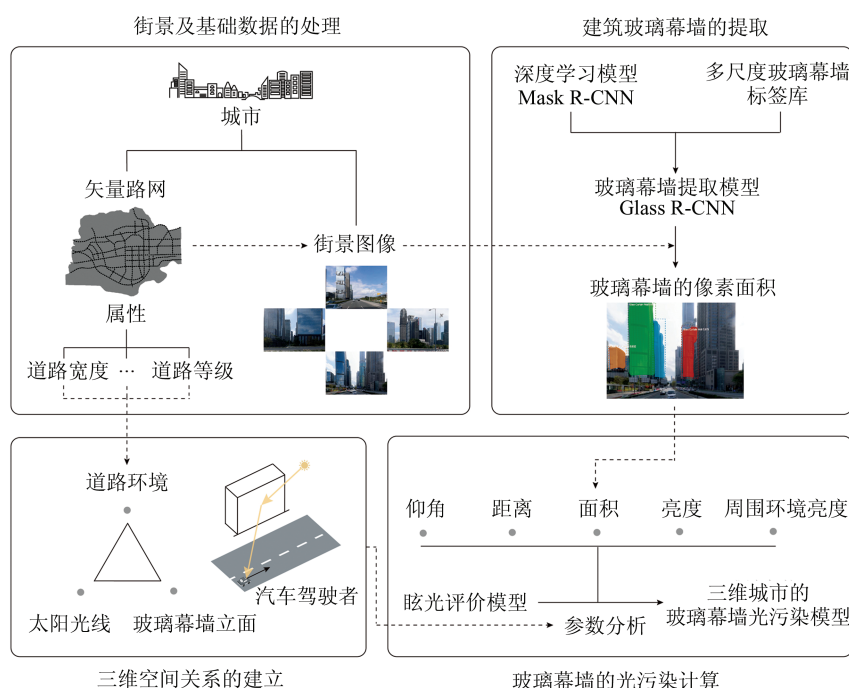 街景及基础数据的处理
城市
矢量路网
街景图像
属性
道路宽度 … 道路等级
建筑玻璃幕墙的提取
深度学习模型
Mask R-CNN
多尺度玻璃幕墙
标签库
玻璃幕墙提取模型
Glass R-CNN
玻璃幕墙的像素面积
道路环境
太阳光线
玻璃幕墙立面
汽车驾驶者
三维空间关系的建立
仰角
距离
面积
亮度
周围环境亮度
眩光评价模型
参数分析
三维城市的
玻璃幕墙光污染模型
玻璃幕墙的光污染计算